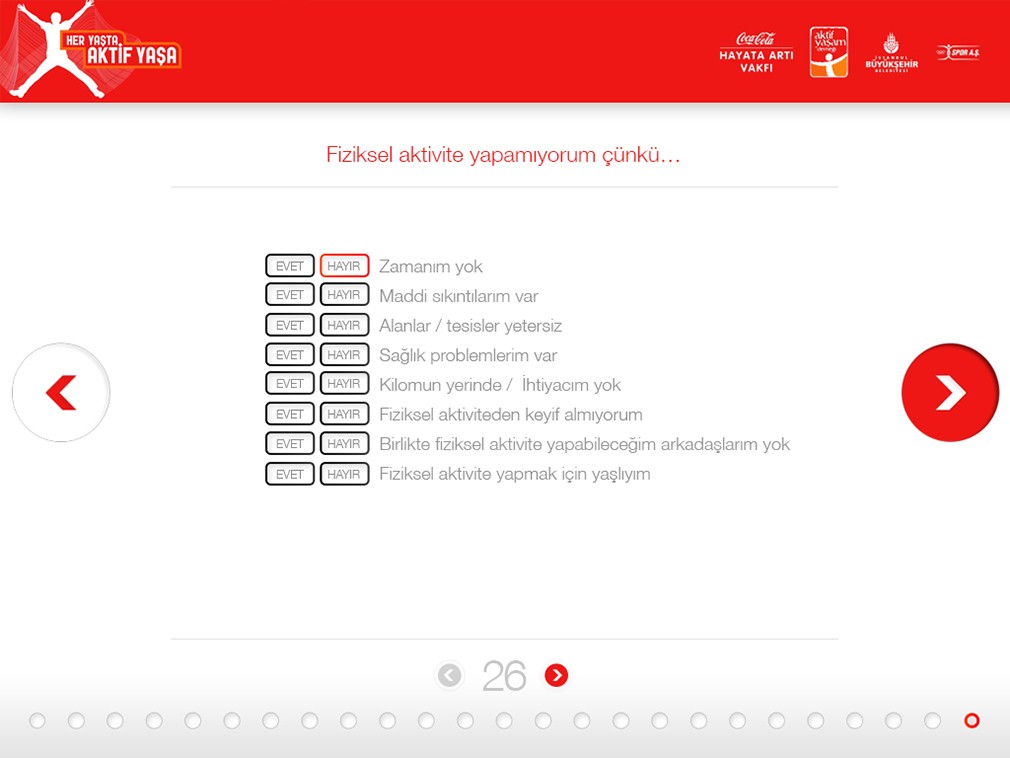 HER YAŞTA
AKTİF YAŞA
Coca-Cola
HAYATA ARTI
VAKFI
aktif
yaşam
derneği
İSTANBUL
BÜYÜKŞEHİR
BELEDİYESİ
SPOR A.Ş.
Fiziksel aktivite yapamıyorum çünkü…
EVET HAYIR Zamanım yok
EVET HAYIR Maddi sıkıntılarım var
EVET HAYIR Alanlar / tesisler yetersiz
EVET HAYIR Sağlık problemlerim var
EVET HAYIR Kilomun yerinde / İhtiyacım yok
EVET HAYIR Fiziksel aktiviteden keyif almıyorum
EVET HAYIR Birlikte fiziksel aktivite yapabileceğim arkadaşlarım yok
EVET HAYIR Fiziksel aktivite yapmak için yaşlıyım
26